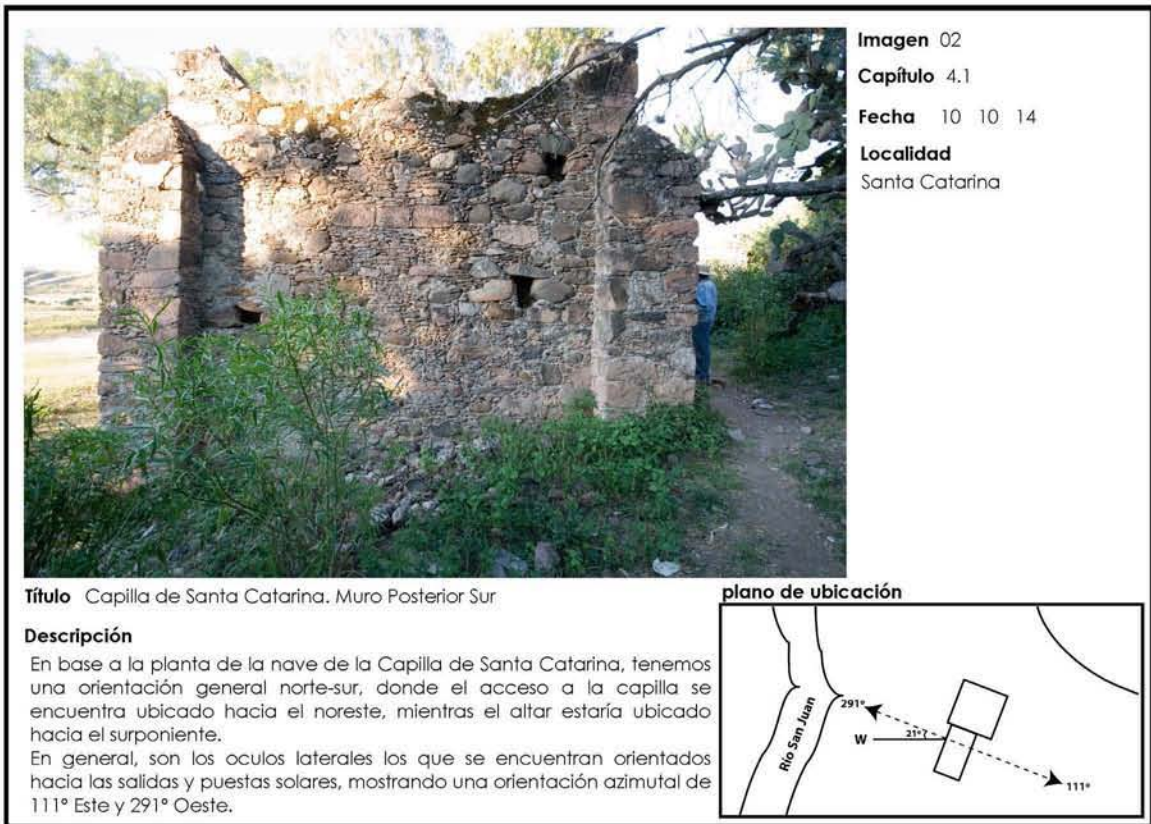 Imagen 02
Capítulo 4.1
Fecha 10 10 14
Localidad
Santa Catarina
Título Capilla de Santa Catarina. Muro Posterior Sur
Descripción
En base a la planta de la nave de la Capilla de Santa Catarina, tenemos
una orientación general norte-sur, donde el acceso a la capilla se
encuentra ubicado hacia el noreste, mientras el altar estaría ubicado
hacia el surponiente.
En general, son los oculos laterales los que se encuentran orientados
hacia las salidas y puestas solares, mostrando una orientación azimutal de
111° Este y 291° Oeste.
plano de ubicación
Río San Juan
291°
W
21°
111°